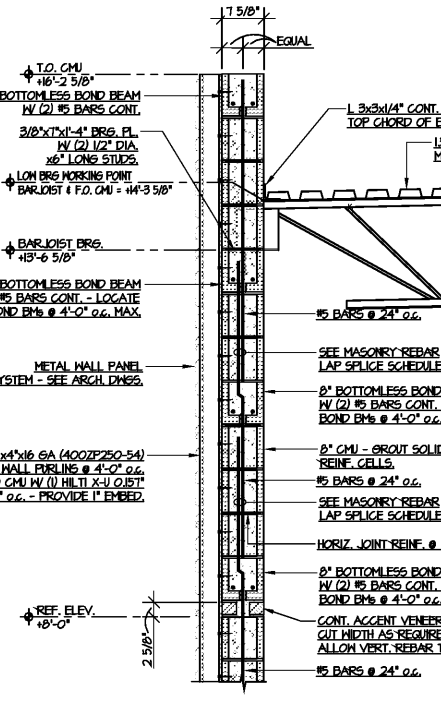 7 5/8"
EQUAL
T.O. CMU
+16'-2 5/8"
BOTTOMLESS BOND BEAM
W/ (2) #5 BARS CONT.
3/8"x7"x1'-4" BRG. PL.
W/ (2) 1/2" DIA.
x6" LONG STUDS.
LOW BRG WORKING POINT
BARJOIST & F.O. CMU = +14'-3 5/8"
BARJOIST BRG.
+13'-6 5/8"
BOTTOMLESS BOND BEAM
#5 BARS CONT. - LOCATE
BOND BMs @ 4'-0" o.c. MAX.
METAL WALL PANEL
SYSTEM - SEE ARCH. DWGS.
x4"x16 GA (400ZP250-54)
WALL PURLINS @ 4'-0" o.c.
CMU W/ (1) HILTI X-U 0.157"
o.c. - PROVIDE 1" EMBED.
REF. ELEV.
+8'-0"
2 5/8"
L 3x3x1/4" CONT.
TOP CHORD OF
#5 BARS @ 24" o.c.
SEE MASONRY REBAR
LAP SPLICE SCHEDULE
8" BOTTOMLESS BOND
W/ (2) #5 BARS CONT.
BOND BMs @ 4'-0" o.c.
8" CMU - GROUT SOLID
REINF. CELLS.
#5 BARS @ 24" o.c.
SEE MASONRY REBAR
LAP SPLICE SCHEDULE
HORIZ. JOINT REINF. @
8" BOTTOMLESS BOND
W/ (2) #5 BARS CONT.
BOND BMs @ 4'-0" o.c.
CONT. ACCENT VENEER
CUT WIDTH AS REQUIRE
ALLOW VERT. REBAR
#5 BARS @ 24" o.c.